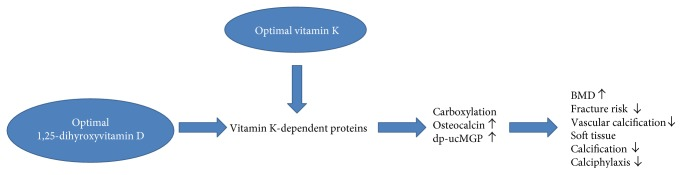 Optimal vitamin K
Optimal
1,25-dihyroxyvitamin D
Vitamin K-dependent proteins
Carboxylation
Osteocalcin ↑
dp-ucMGP ↑
BMD ↑
Fracture risk ↓
Vascular calcification ↓
Soft tissue
Calcification ↓
Calciphylaxis ↓